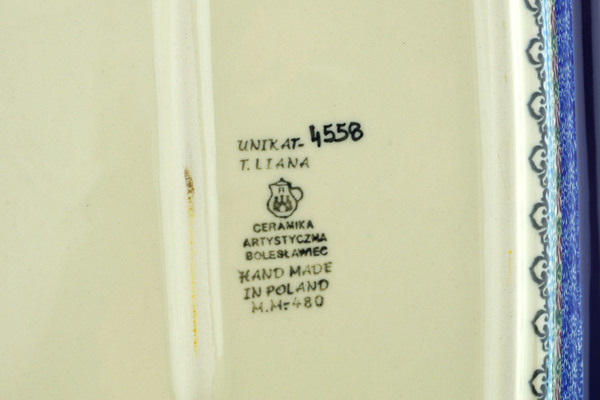 UNIKAT-4558
T. LIANA
CERAMIKA
ARTYSTYCZNA
BOLESŁAWIEC
HAND MADE
IN POLAND
M.M-480